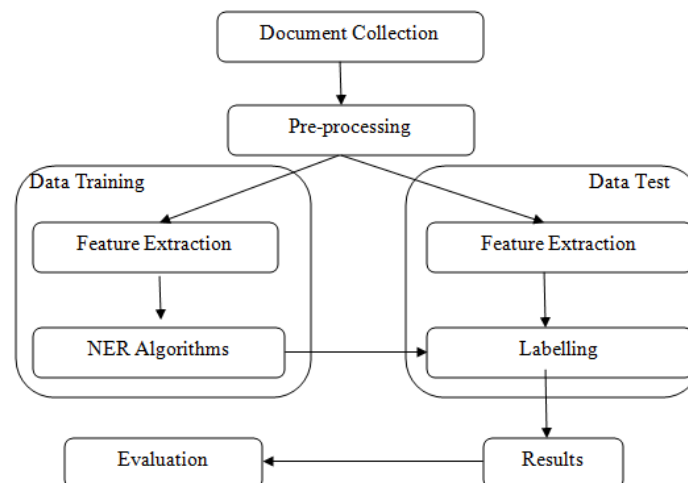 Document Collection
Pre-processing
Data Training
Data Test
Feature Extraction
Feature Extraction
NER Algorithms
Labelling
Evaluation
Results